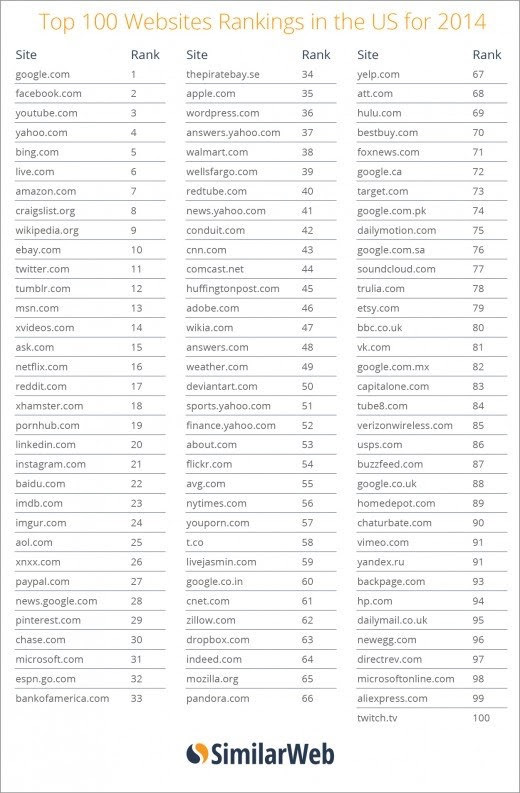 Top 100 Websites Rankings in the US for 2014
Site Rank
google.com 1
facebook.com 2
youtube.com 3
yahoo.com 4
bing.com 5
live.com 6
amazon.com 7
craigslist.org 8
wikipedia.org 9
ebay.com 10
twitter.com 11
tumblr.com 12
msn.com 13
xvideos.com 14
ask.com 15
netflix.com 16
reddit.com 17
xhamster.com 18
pornhub.com 19
linkedin.com 20
instagram.com 21
baidu.com 22
imdb.com 23
imgur.com 24
aol.com 25
xnxx.com 26
paypal.com 27
news.google.com 28
pinterest.com 29
chase.com 30
microsoft.com 31
espn.go.com 32
bankofamerica.com 33
Site Rank
thepiratebay.se 34
apple.com 35
wordpress.com 36
answers.yahoo.com 37
walmart.com 38
wellsfargo.com 39
redtube.com 40
news.yahoo.com 41
conduit.com 42
cnn.com 43
comcast.net 44
huffingtonpost.com 45
adobe.com 46
wikia.com 47
answers.com 48
weather.com 49
deviantart.com 50
sports.yahoo.com 51
finance.yahoo.com 52
about.com 53
flickr.com 54
avg.com 55
nytimes.com 56
youporn.com 57
t.co 58
livejasmin.com 59
google.co.in 60
cnet.com 61
zillow.com 62
dropbox.com 63
indeed.com 64
mozilla.org 65
pandora.com 66
Site Rank
yelp.com 67
att.com 68
hulu.com 69
bestbuy.com 70
foxnews.com 71
google.ca 72
target.com 73
google.com.pk 74
dailymotion.com 75
google.com.sa 76
soundcloud.com 77
trulia.com 78
etsy.com 79
bbc.co.uk 80
vk.com 81
google.com.mx 82
capitalone.com 83
tube8.com 84
verizonwireless.com 85
usps.com 86
buzzfeed.com 87
google.co.uk 88
homedepot.com 89
chaturbate.com 90
vimeo.com 91
yandex.ru 91
backpage.com 93
hp.com 94
dailymail.co.uk 95
newegg.com 96
directrev.com 97
microsoftonline.com 98
aliexpress.com 99
twitch.tv 100
SimilarWeb